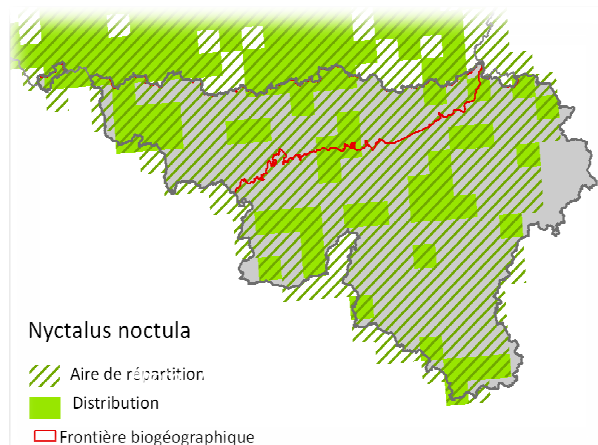 Nyctalus noctula
Aire de répartition
Distribution
Frontière biogéographique